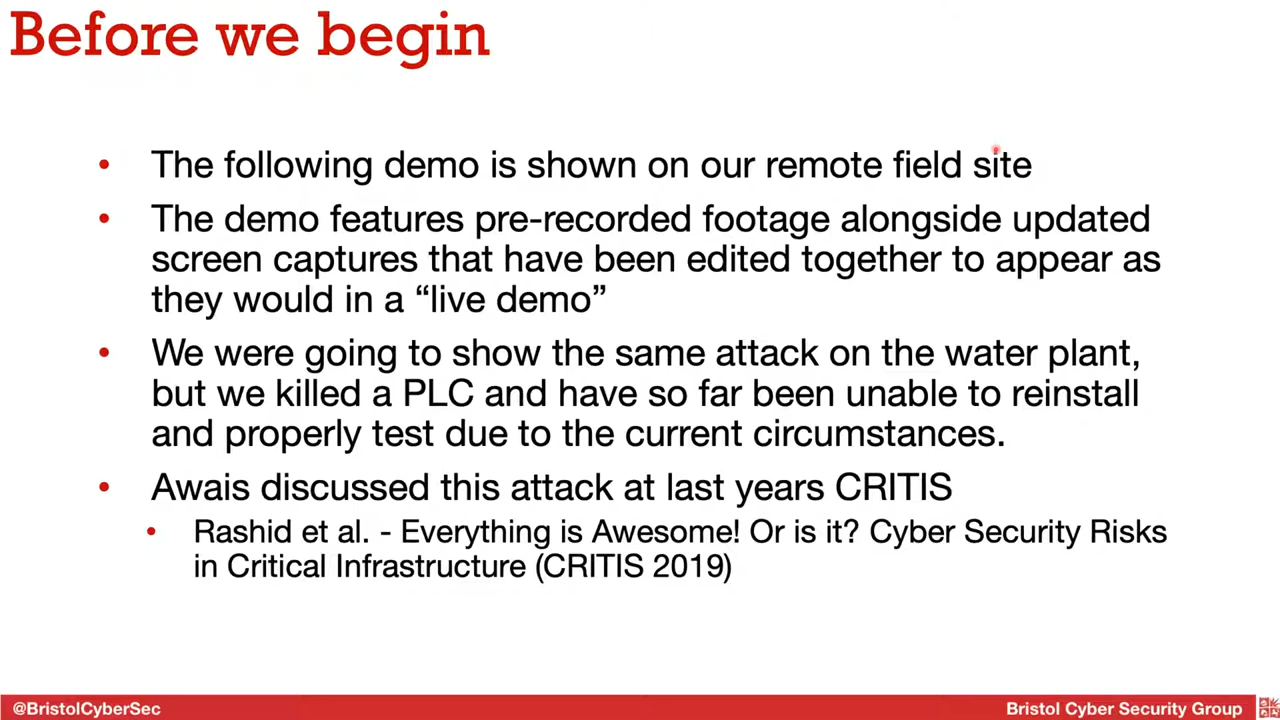 Before we begin
• The following demo is shown on our remote field site
• The demo features pre-recorded footage alongside updated
screen captures that have been edited together to appear as
they would in a “live demo”
• We were going to show the same attack on the water plant,
but we killed a PLC and have so far been unable to reinstall
and properly test due to the current circumstances.
• Awais discussed this attack at last years CRITIS
• Rashid et al. - Everything is Awesome! Or is it? Cyber Security Risks
in Critical Infrastructure (CRITIS 2019)
@BristolCyberSec
Bristol Cyber Security Group